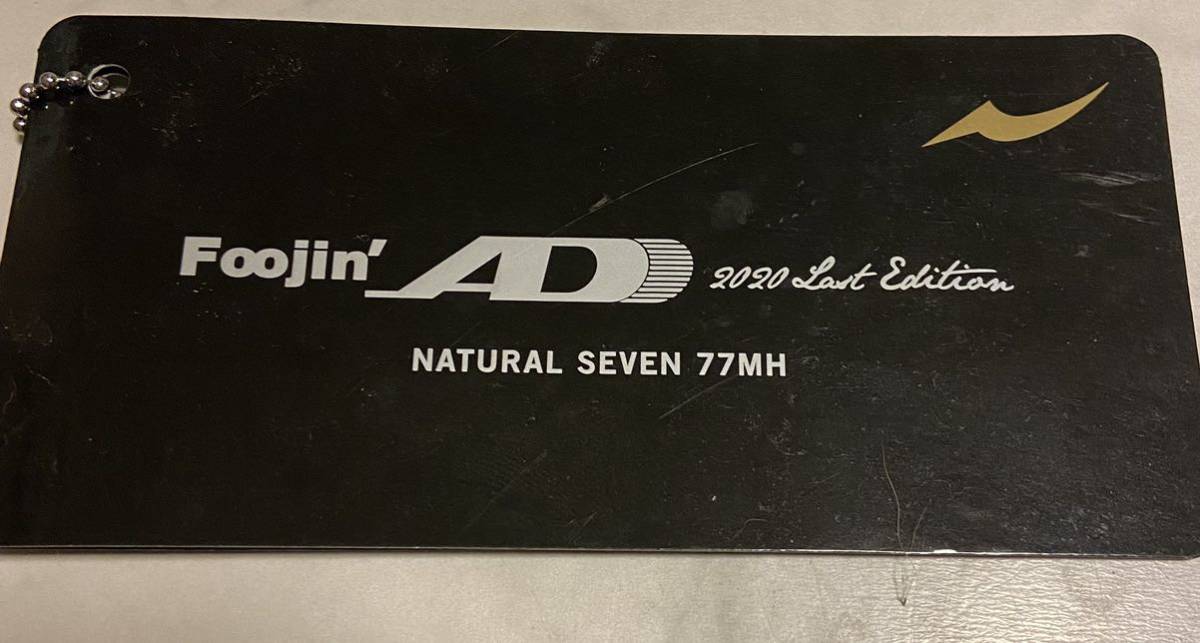 Foojin' AD 2020 Last Edition
NATURAL SEVEN 77MH